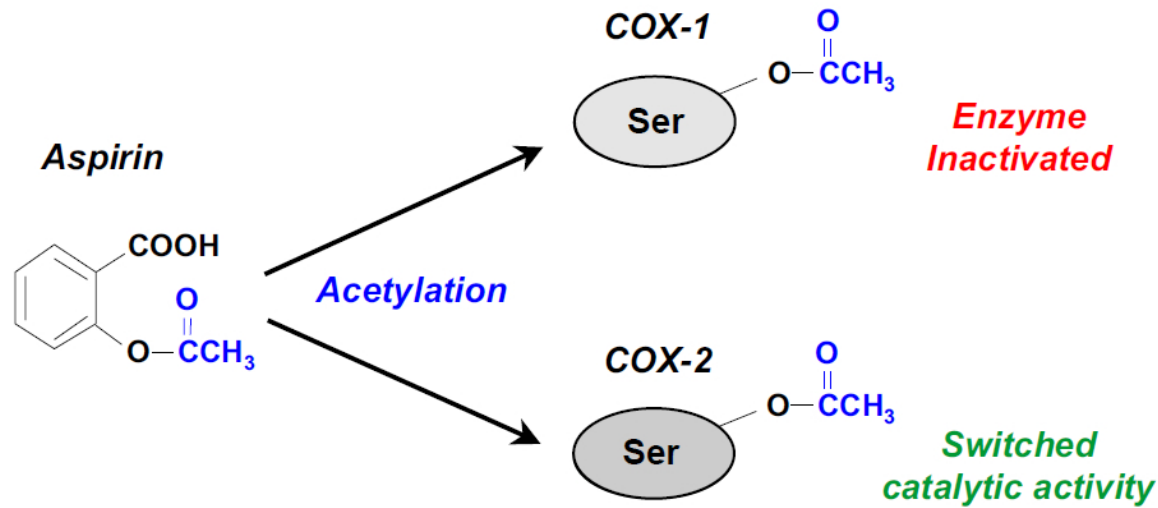 Aspirin
COOH
O
O—CCH₃
Acetylation
COX-1
O
O—CCH₃
Ser
Enzyme
Inactivated
COX-2
O
O—CCH₃
Ser
Switched
catalytic activity